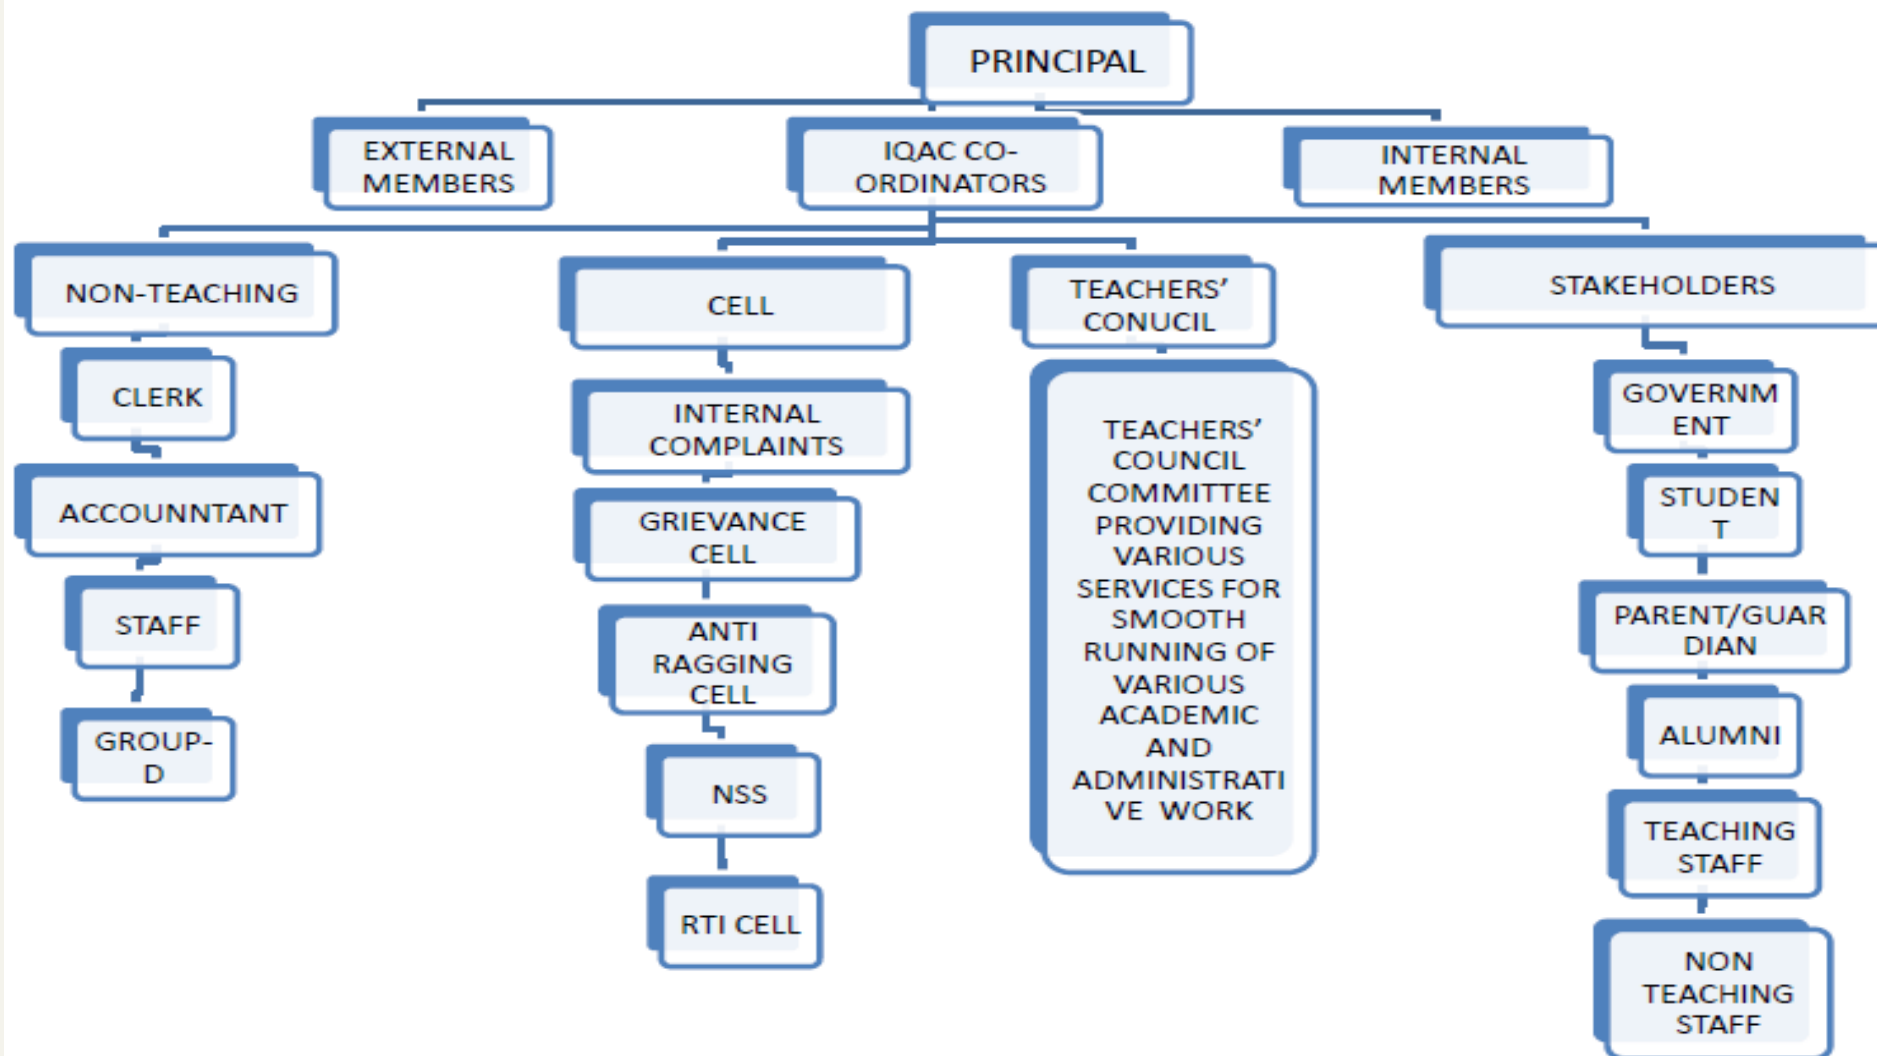 PRINCIPAL
EXTERNAL
MEMBERS
IQAC CO-
ORDINATORS
INTERNAL
MEMBERS
NON-TEACHING
CLERK
ACCOUNNTANT
STAFF
GROUP-
D
CELL
INTERNAL
COMPLAINTS
GRIEVANCE
CELL
ANTI
RAGGING
CELL
NSS
RTI CELL
TEACHERS’
CONUCIL
TEACHERS’
COUNCIL
COMMITTEE
PROVIDING
VARIOUS
SERVICES FOR
SMOOTH
RUNNING OF
VARIOUS
ACADEMIC
AND
ADMINISTRATI
VE  WORK
STAKEHOLDERS
GOVERNM
ENT
STUDEN
T
PARENT/GUAR
DIAN
ALUMNI
TEACHING
STAFF
NON
TEACHING
STAFF